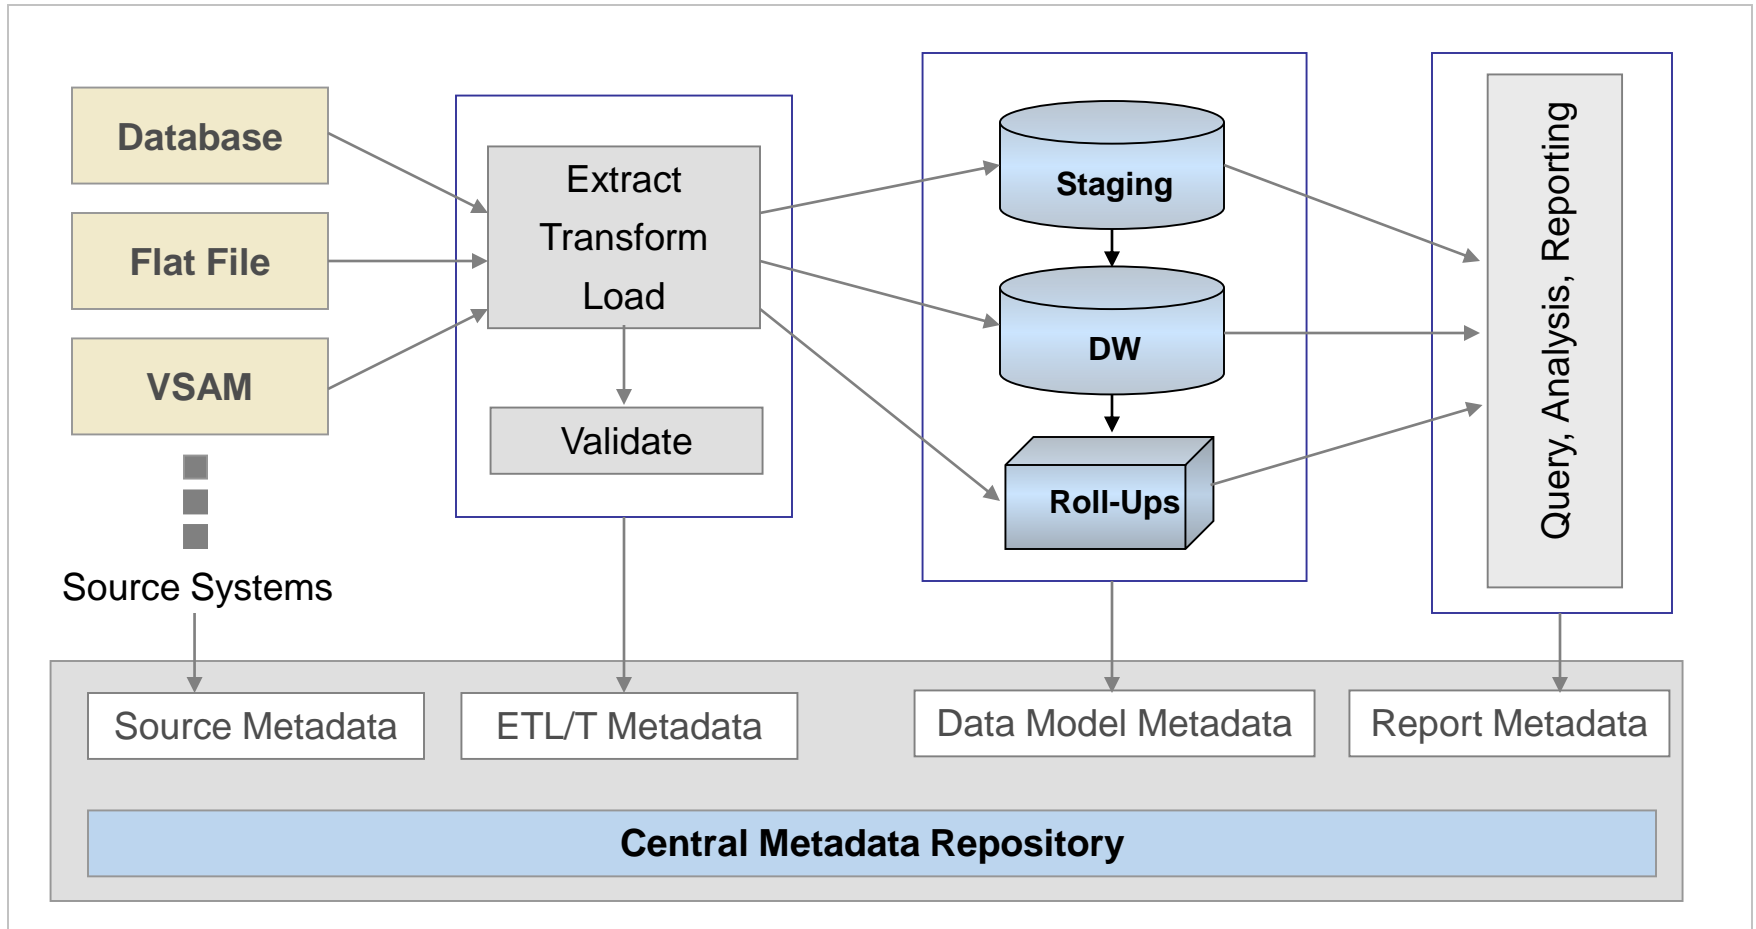 Database
Flat File
VSAM
Source Systems
Extract
Transform
Load
Validate
Staging
DW
Roll-Ups
Query, Analysis, Reporting
Source Metadata
ETL/T Metadata
Data Model Metadata
Report Metadata
Central Metadata Repository